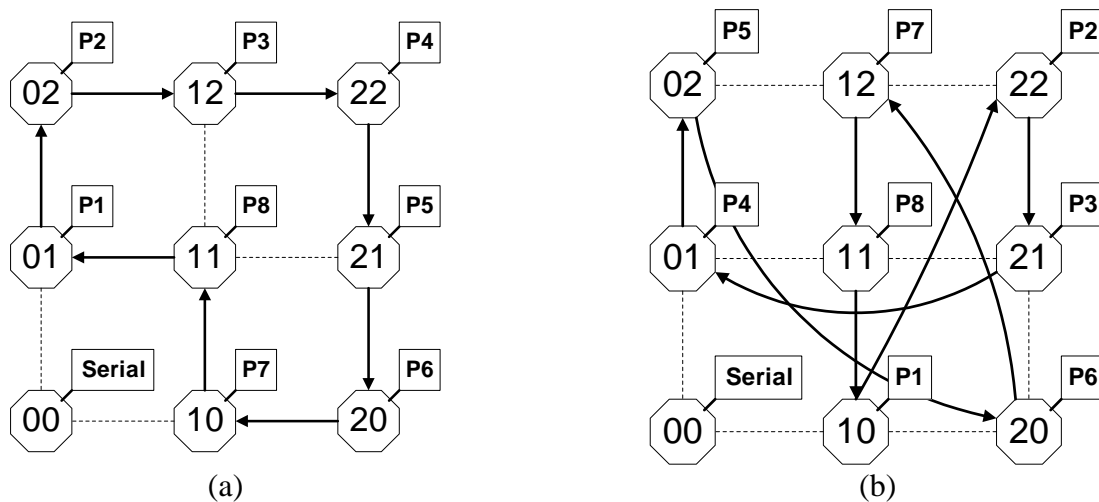 P2 P3 P4
02 12 22
P1 P8 P5
01 11 21
Serial P7 P6
00 10 20
(a)
P5 P7 P2
02 12 22
P4 P8 P3
01 11 21
Serial P1 P6
00 10 20
(b)